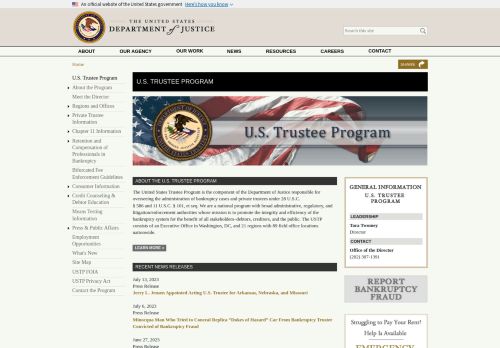 An official website of the United States government Here's how you know
THE UNITED STATES
DEPARTMENT of JUSTICE
Search this site
ABOUT
OUR AGENCY
OUR WORK
NEWS
RESOURCES
CAREERS
CONTACT
Home
SHARE
U.S. Trustee Program
About the Program
Meet the Director
Regions and Offices
Private Trustee
Information
Chapter 11 Information
Retention and
Compensation of
Professionals in
Bankruptcy
Bifurcated Fee
Enforcement Guidelines
Consumer Information
Credit Counseling &
Debtor Education
Means Testing
Information
Press & Public Affairs
Employment
Opportunities
What's New
Site Map
USTP FOIA
USTP Privacy Act
Contact the Program
U.S. TRUSTEE PROGRAM
U.S. Trustee Program
ABOUT THE U.S. TRUSTEE PROGRAM
The United States Trustee Program is the component of the Department of Justice responsible for
overseeing the administration of bankruptcy cases and private trustees under 28 U.S.C.
§ 586 and 11 U.S.C. § 101, et seq. We are a national program with broad administrative, regulatory, and
litigation/enforcement authorities whose mission is to promote the integrity and efficiency of the
bankruptcy system for the benefit of all stakeholders–debtors, creditors, and the public. The USTP
consists of an Executive Office in Washington, DC, and 21 regions with 89 field office locations
nationwide.
LEARN MORE »
RECENT NEWS RELEASES
July 13, 2023
Press Release
Jerry L. Jensen Appointed Acting U.S. Trustee for Arkansas, Nebraska, and Missouri
July 6, 2023
Press Release
Minocqua Man Who Tried to Conceal Replica “Dukes of Hazard” Car From Bankruptcy Trustee
Convicted of Bankruptcy Fraud
June 27, 2023
Press Release
GENERAL INFORMATION
U.S. TRUSTEE
PROGRAM
LEADERSHIP
Tara Twomey
Director
CONTACT
Office of the Director
(202) 307-1391
REPORT
BANKRUPTCY
FRAUD
Struggling to Pay Your Rent?
Help Is Available
EMERGENCY